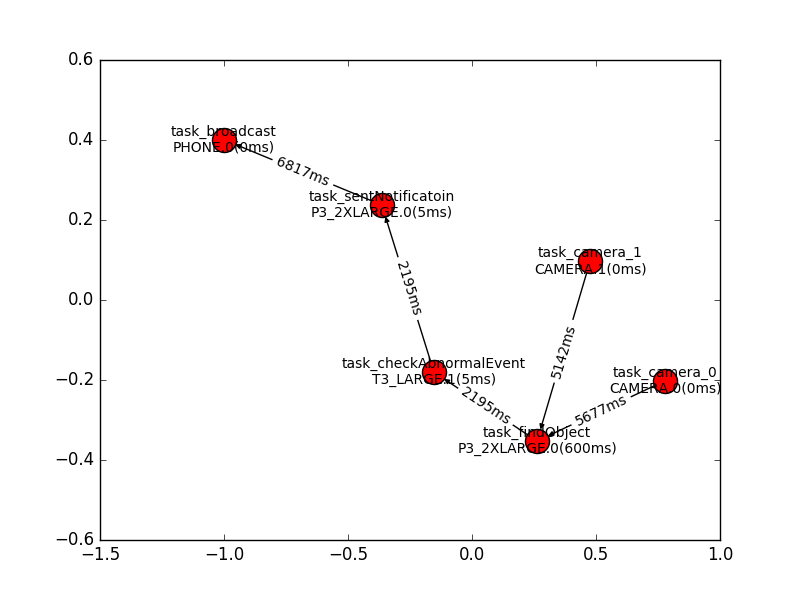 0.6
0.4
0.2
0.0
−0.2
−0.4
−0.6
−1.5
−1.0
−0.5
0.0
0.5
1.0
task_broadcast
PHONE.0(0ms)
6817ms
task_sentNotificatoin
P3_2XLARGE.0(5ms)
2195ms
task_camera_1
CAMERA.1(0ms)
5142ms
task_checkAbnormalEvent
T3_LARGE.1(5ms)
2195ms
task_camera_0
CAMERA.0(0ms)
5677ms
task_findObject
P3_2XLARGE.0(600ms)